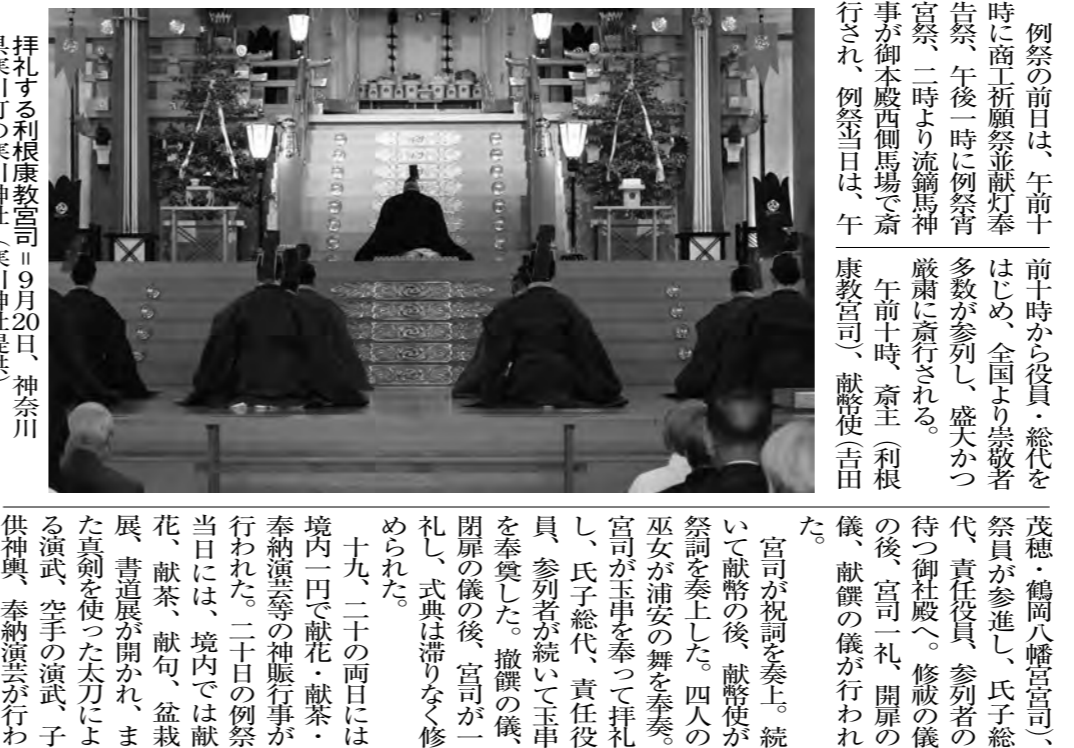 例祭の前日は、午前十
時に商工祈願祭並献灯奉
告祭、午後一時に例祭宵
宮祭、二時より流鏑馬神
事が御本殿西側馬場で斎
行され、例祭当日は、午
前十時から役員・総代を
はじめ、全国より崇敬者
多数が参列し、盛大かつ
厳粛に斎行される。
午前十時、斎主（利根
康教宮司）、献幣使（吉田
茂穂・鶴岡八幡宮宮司）、
祭員が参進し、氏子総
代、責任役員、参列者の
待つ御社殿へ。修祓の儀
の後、宮司一礼、開扉の
儀、献饌の儀が行われ
た。
宮司が祝詞を奏上。続
いて献幣の後、献幣使が
祭詞を奏上した。四人の
巫女が浦安の舞を奉奏。
宮司が玉串を奉って拝礼
し、氏子総代、責任役
員、参列者が続いて玉串
を奉奠した。撤饌の儀、
閉扉の儀の後、宮司が一
礼し、式典は滞りなく修
められた。
十九、二十の両日には
境内一円で献花・献茶・
奉納演芸等の神賑行事が
行われた。二十日の例祭
当日には、境内では献
花、献茶、献句、盆栽
展、書道展が開かれ、ま
た真剣を使った太刀によ
る演武、空手の演武、子
供神輿、奉納演芸が行わ
拝礼する利根康教宮司＝9月20日、神奈川
県寒川町の寒川神社（寒川神社提供）